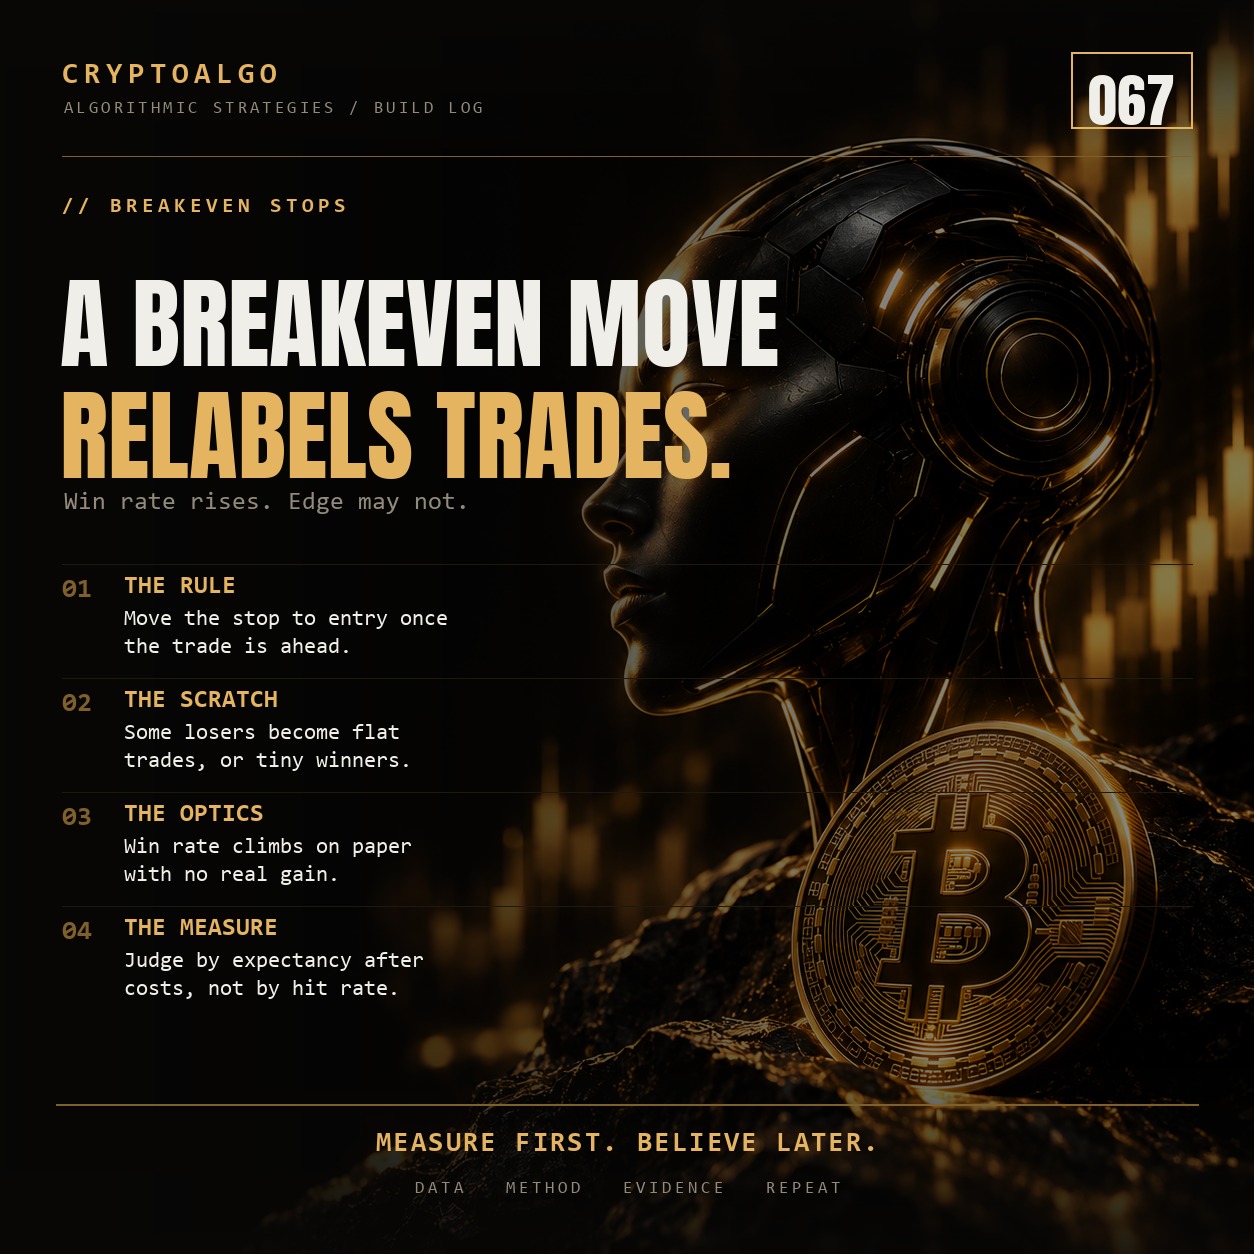 CRYPTOALGO
ALGORITHMIC STRATEGIES / BUILD LOG
067
// BREAKEVEN STOPS
A BREAKEVEN MOVE
RELABELS TRADES.
Win rate rises. Edge may not.
01 THE RULE
Move the stop to entry once
the trade is ahead.
02 THE SCRATCH
Some losers become flat
trades, or tiny winners.
03 THE OPTICS
Win rate climbs on paper
with no real gain.
04 THE MEASURE
Judge by expectancy after
costs, not by hit rate.
MEASURE FIRST. BELIEVE LATER.
DATA METHOD EVIDENCE REPEAT